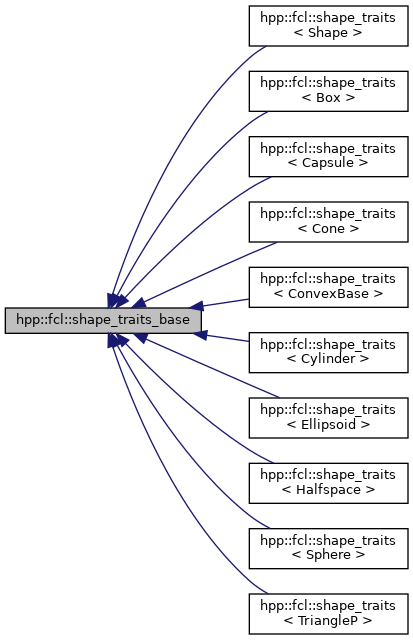 hpp::fcl::shape_traits
< Shape >
hpp::fcl::shape_traits
< Box >
hpp::fcl::shape_traits
< Capsule >
hpp::fcl::shape_traits
< Cone >
hpp::fcl::shape_traits
< ConvexBase >
hpp::fcl::shape_traits_base
hpp::fcl::shape_traits
< Cylinder >
hpp::fcl::shape_traits
< Ellipsoid >
hpp::fcl::shape_traits
< Halfspace >
hpp::fcl::shape_traits
< Sphere >
hpp::fcl::shape_traits
< TriangleP >